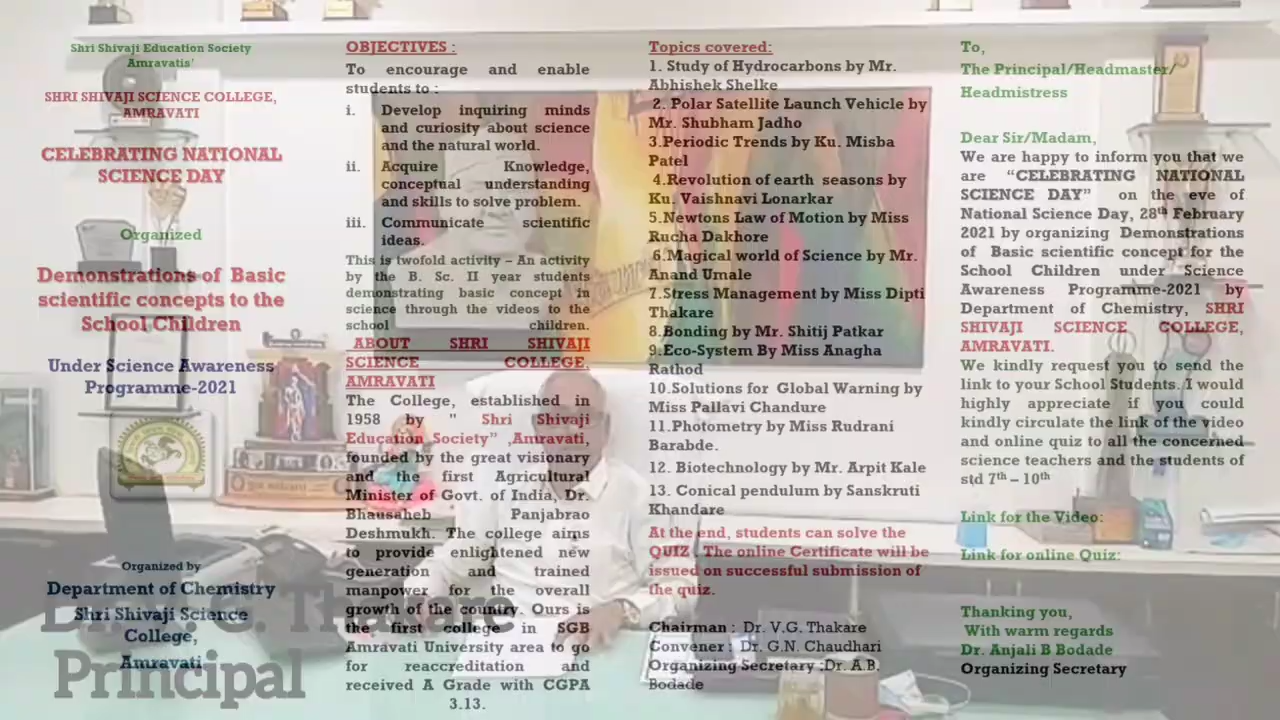 Shri Shivaji Education Society
Amravatis'
SHRI SHIVAJI SCIENCE COLLEGE,
AMRAVATI
CELEBRATING NATIONAL
SCIENCE DAY
Organized
Demonstrations of Basic
scientific concepts to the
School Children
Under Science Awareness
Programme-2021
Organized by
Department of Chemistry
Shri Shivaji Science
College,
Amravati
Thakare
Principal
OBJECTIVES :
To encourage and enable
students to :
i. Develop inquiring minds
and curiosity about science
and the natural world.
ii. Acquire Knowledge,
conceptual understanding
and skills to solve problem.
iii. Communicate scientific
ideas.
This is twofold activity – An activity
by the B. Sc. II year students
demonstrating basic concept in
science through the videos to the
school children.
ABOUT SHRI SHIVAJI
SCIENCE COLLEGE,
AMRAVATI
The College, established in
1958 by " Shri Shivaji
Education Society" ,Amravati,
founded by the great visionary
and the first Agricultural
Minister of Govt. of India, Dr.
Bhausaheb Panjabrao
Deshmukh. The college aims
to provide enlightened new
generation and trained
manpower for the overall
growth of the country. Ours is
the first college in SGB
Amravati University area to go
for reaccreditation and
received A Grade with CGPA
3.13.
Topics covered:
1. Study of Hydrocarbons by Mr.
Abhishek Shelke
2. Polar Satellite Launch Vehicle by
Mr. Shubham Jadho
3.Periodic Trends by Ku. Misba
Patel
4.Revolution of earth seasons by
Ku. Vaishnavi Lonarkar
5.Newtons Law of Motion by Miss
Rucha Dakhore
6.Magical world of Science by Mr.
Anand Umale
7.Stress Management by Miss Dipti
Thakare
8.Bonding by Mr. Shitij Patkar
9.Eco-System By Miss Anagha
Rathod
10.Solutions for Global Warning by
Miss Pallavi Chandure
11.Photometry by Miss Rudrani
Barabde.
12. Biotechnology by Mr. Arpit Kale
13. Conical pendulum by Sanskruti
Khandare
At the end, students can solve the
QUIZ . The online Certificate will be
issued on successful submission of
the quiz.
Chairman : Dr. V.G. Thakare
Convener : Dr. G.N. Chaudhari
Organizing Secretary :Dr. A.B.
Bodade
To,
The Principal/Headmaster/
Headmistress
Dear Sir/Madam,
We are happy to inform you that we
are "CELEBRATING NATIONAL
SCIENCE DAY" on the eve of
National Science Day, 28th February
2021 by organizing Demonstrations
of Basic scientific concept for the
School Children under Science
Awareness Programme-2021 by
Department of Chemistry, SHRI
SHIVAJI SCIENCE COLLEGE,
AMRAVATI.
We kindly request you to send the
link to your School Students. I would
highly appreciate if you could
kindly circulate the link of the video
and online quiz to all the concerned
science teachers and the students of
std 7th – 10th
Link for the Video:
Link for online Quiz:
Thanking you,
With warm regards
Dr. Anjali B Bodade
Organizing Secretary